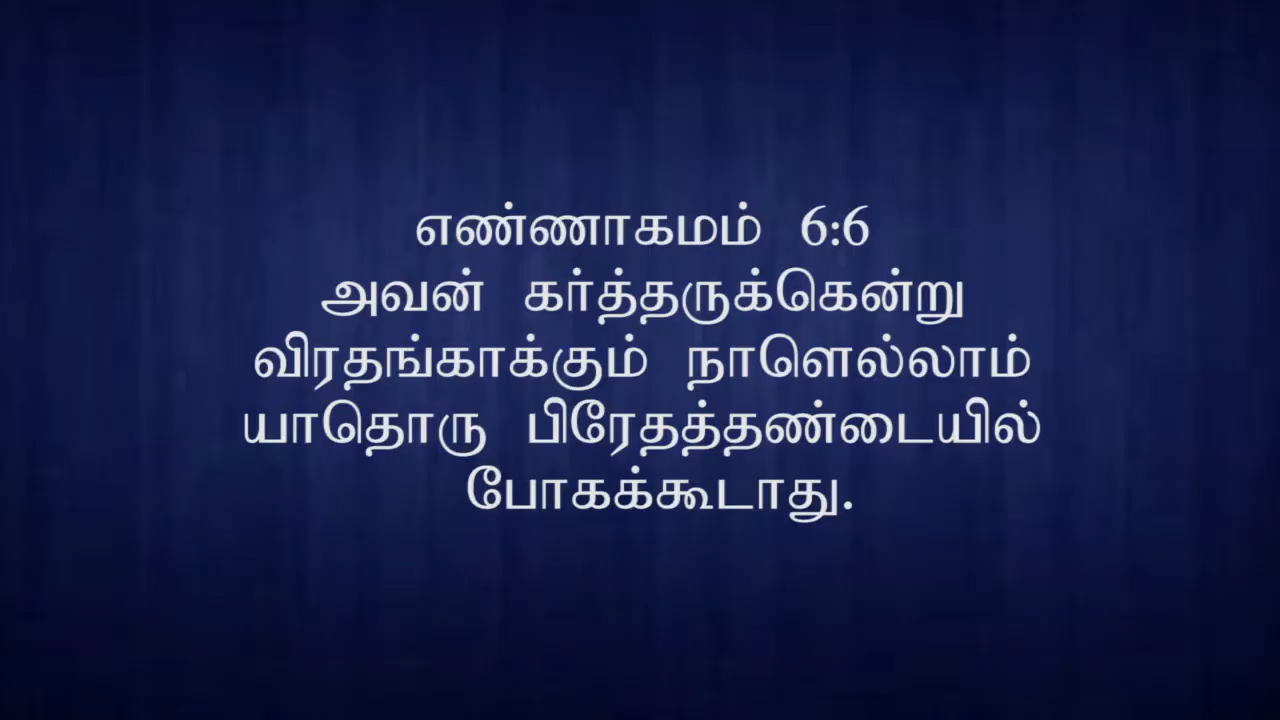 எண்ணாகமம் 6:6
அவன் கர்த்தருக்கென்று
விரதங்காக்கும் நாளெல்லாம்
யாதொரு பிரேதத்தண்டையில்
போகக்கூடாது.